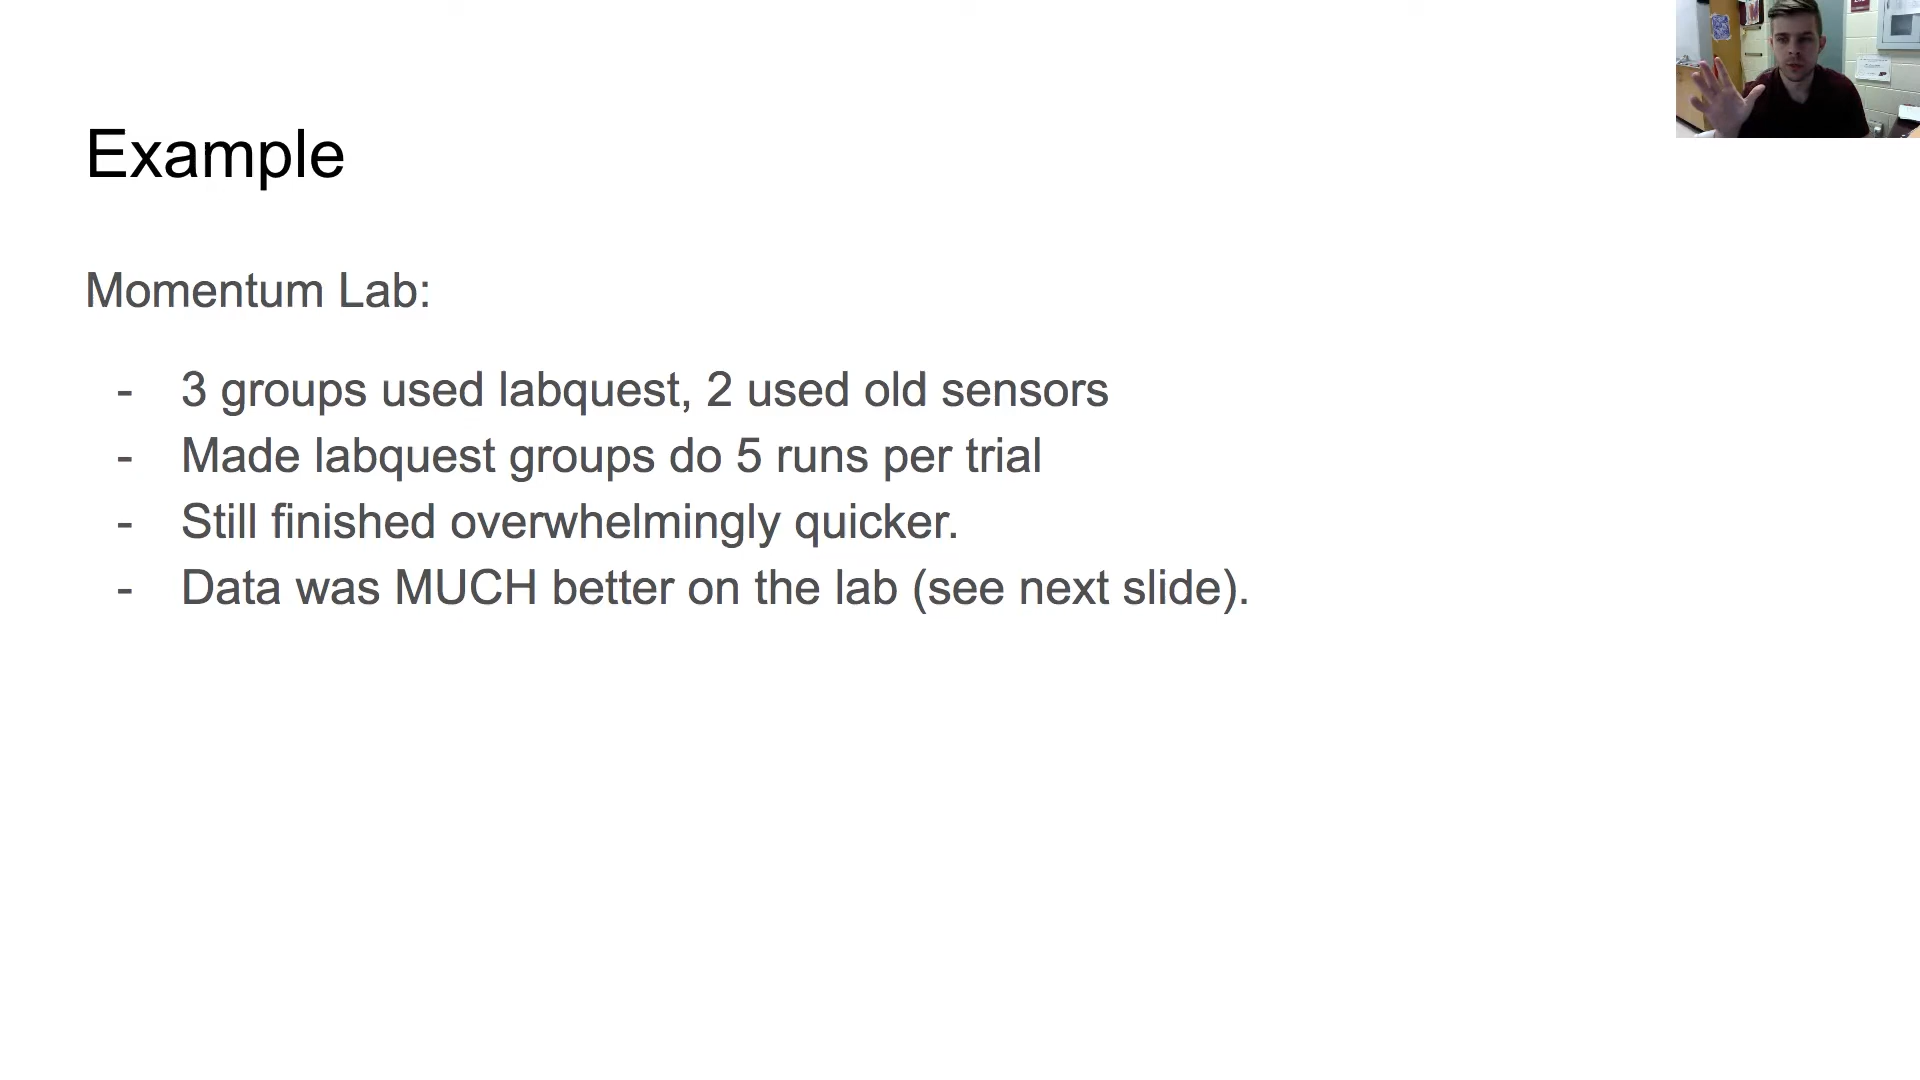 Example
Momentum Lab:
- 3 groups used labquest, 2 used old sensors
- Made labquest groups do 5 runs per trial
- Still finished overwhelmingly quicker.
- Data was MUCH better on the lab (see next slide).